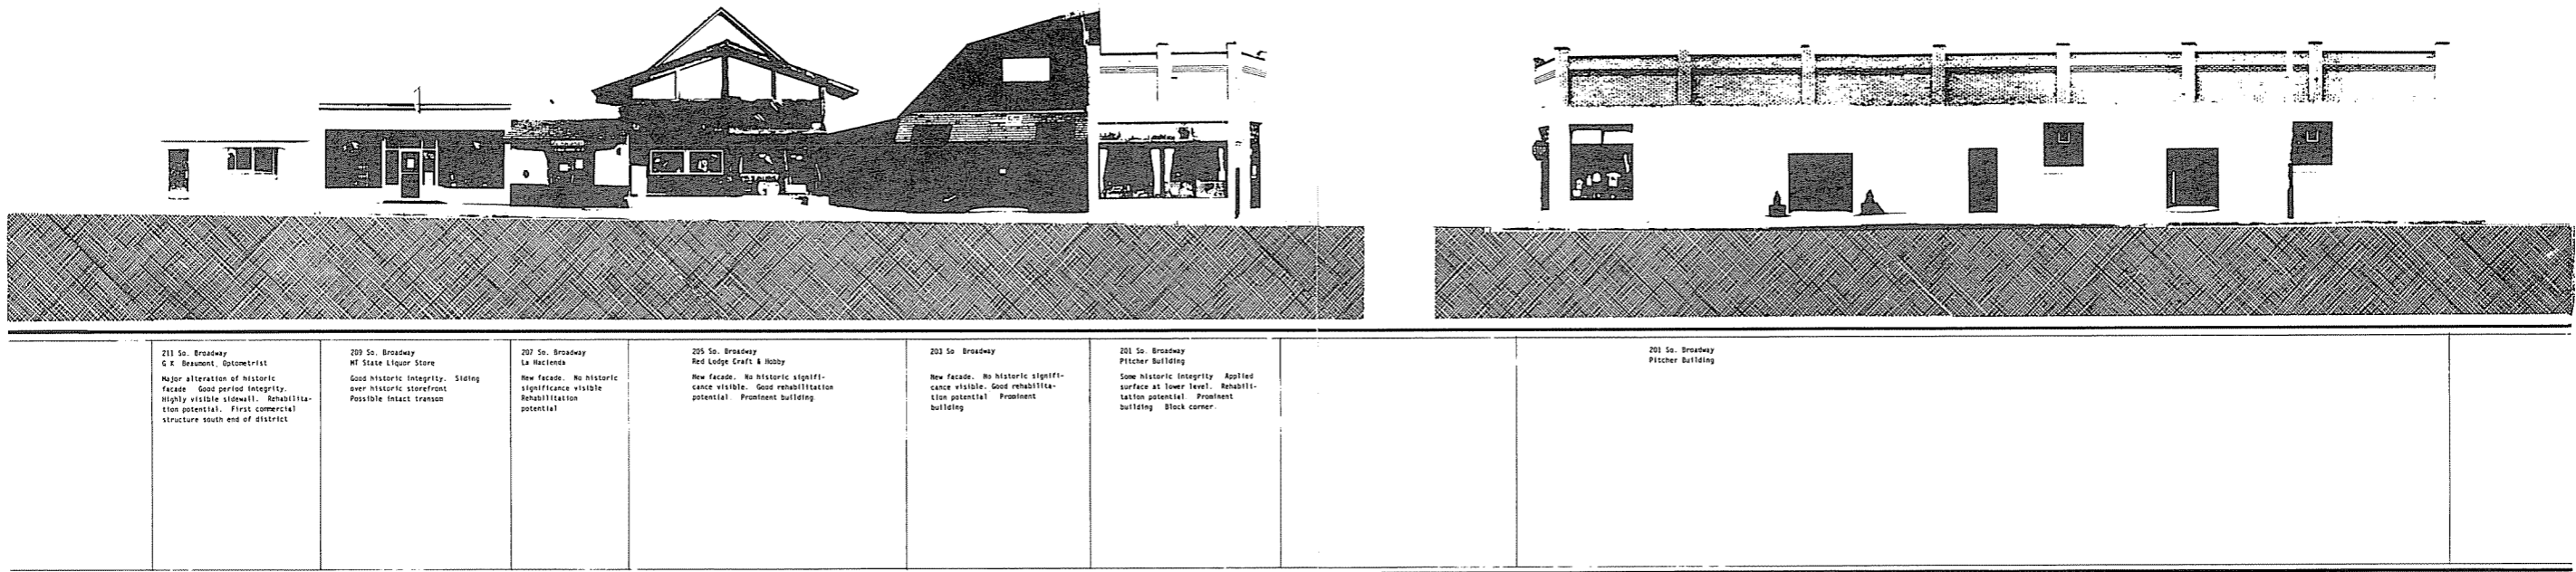 211 So. Broadway
G K Beaumont, Optometrist
Major alteration of historic
facade Good period integrity.
Highly visible sidewall. Rehabilita-
tion potential. First commercial
structure south end of district
209 So. Broadway
MT State Liquor Store
Good historic integrity. Siding
over historic storefront
Possible intact transom
207 So. Broadway
La Hacienda
New facade. No historic
significance visible
Rehabilitation
potential
205 So. Broadway
Red Lodge Craft & Hobby
New facade. No historic signifi-
cance visible. Good rehabilitation
potential. Prominent building.
203 So Broadway
New facade. No historic signifi-
cance visible. Good rehabilita-
tion potential Prominent
building
201 So. Broadway
Pitcher Building
Some historic integrity Applied
surface at lower level. Rehabili-
tation potential. Prominent
building Block corner.
201 So. Broadway
Pitcher Building